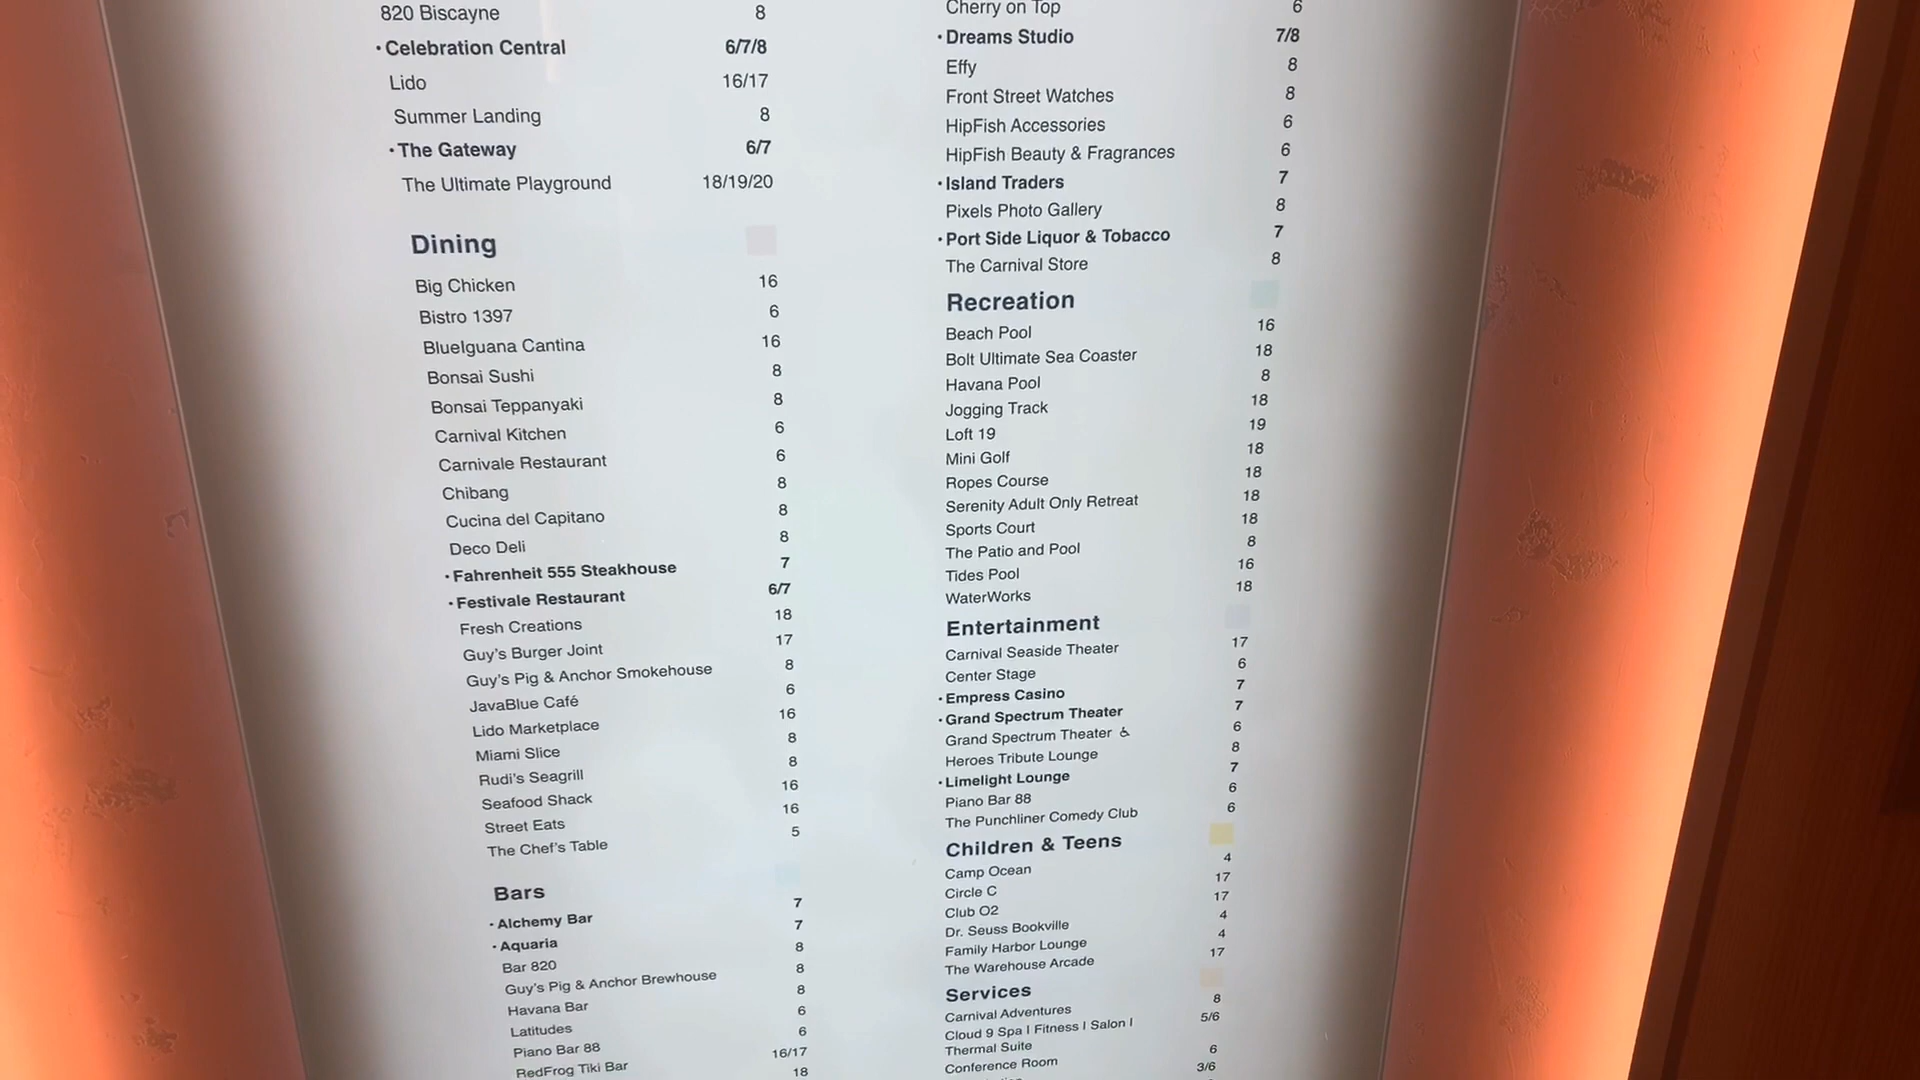 820 Biscayne 8
· Celebration Central 6/7/8
Lido 16/17
Summer Landing 8
· The Gateway 6/7
The Ultimate Playground 18/19/20
Dining
Big Chicken 16
Bistro 1397 6
BlueIguana Cantina 16
Bonsai Sushi 8
Bonsai Teppanyaki 8
Carnival Kitchen 6
Carnivale Restaurant 6
Chibang 8
Cucina del Capitano 8
Deco Deli 8
· Fahrenheit 555 Steakhouse 7
· Festivale Restaurant 6/7
Fresh Creations 18
Guy's Burger Joint 17
Guy's Pig & Anchor Smokehouse 8
JavaBlue Café 6
Lido Marketplace 16
Miami Slice 8
Rudi's Seagrill 8
Seafood Shack 16
Street Eats 16
The Chef's Table 5
Bars
· Alchemy Bar 7
· Aquaria 7
Bar 820 8
Guy's Pig & Anchor Brewhouse 8
Havana Bar 8
Latitudes 6
Piano Bar 88 6
RedFrog Tiki Bar 16/17
18
Cherry on Top 6
· Dreams Studio 7/8
Effy 8
Front Street Watches 8
HipFish Accessories 6
HipFish Beauty & Fragrances 6
· Island Traders 7
Pixels Photo Gallery 8
· Port Side Liquor & Tobacco 7
The Carnival Store 8
Recreation
Beach Pool 16
Bolt Ultimate Sea Coaster 18
Havana Pool 8
Jogging Track 18
Loft 19 19
Mini Golf 18
Ropes Course 18
Serenity Adult Only Retreat 18
Sports Court 18
The Patio and Pool 8
Tides Pool 16
WaterWorks 18
Entertainment
Carnival Seaside Theater 17
Center Stage 6
· Empress Casino 7
· Grand Spectrum Theater 7
Grand Spectrum Theater ♿ 6
Heroes Tribute Lounge 8
· Limelight Lounge 7
Piano Bar 88 6
The Punchliner Comedy Club 6
Children & Teens
Camp Ocean 4
Circle C 17
Club O2 17
Dr. Seuss Bookville 4
Family Harbor Lounge 4
The Warehouse Arcade 17
Services
Carnival Adventures 8
Cloud 9 Spa I Fitness I Salon I 5/6
Thermal Suite
Conference Room 6
3/6